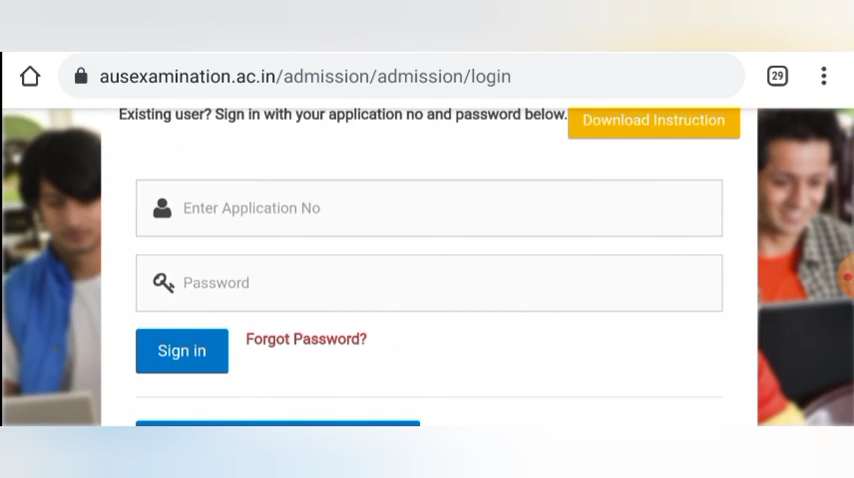 ausexamination.ac.in/admission/admission/login
29
Existing user? Sign in with your application no and password below.
Download Instruction
Enter Application No
Password
Sign in
Forgot Password?